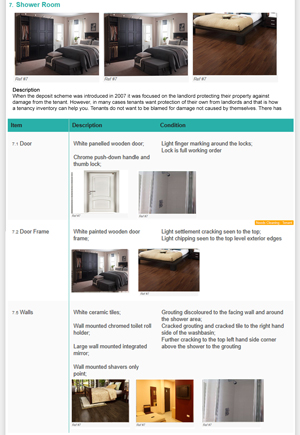 7. Shower Room
Ref #7
Ref #7
Ref #7
Description
When the deposit scheme was introduced in 2007 it was focused on the landlord protecting their property against
damage from the tenant. However, in many cases tenants want protection of their own from landlords and that is how
a tenancy inventory can help you. Tenants do not want to be blamed for damage not caused by themselves. There has
Item Description Condition
7.1 Door
White panelled wooden door;
Chrome push-down handle and
thumb lock;
Light finger marking around the locks;
Lock is full working order
Ref #7
Ref #7
7.2 Door Frame
White painted wooden door
frame;
Light settlement cracking seen to the top;
Light chipping seen to the top level exterior edges
Ref #7
Ref #7
7.5 Walls
White ceramic tiles;
Wall mounted chromed toilet roll
holder;
Large wall mounted integrated
mirror;
Wall mounted shavers only
point;
Grouting discoloured to the facing wall and around
the shower area;
Cracked grouting and cracked tile to the right hand
side of the washbasin;
Further cracking to the top left hand side corner
above the shower to the grouting